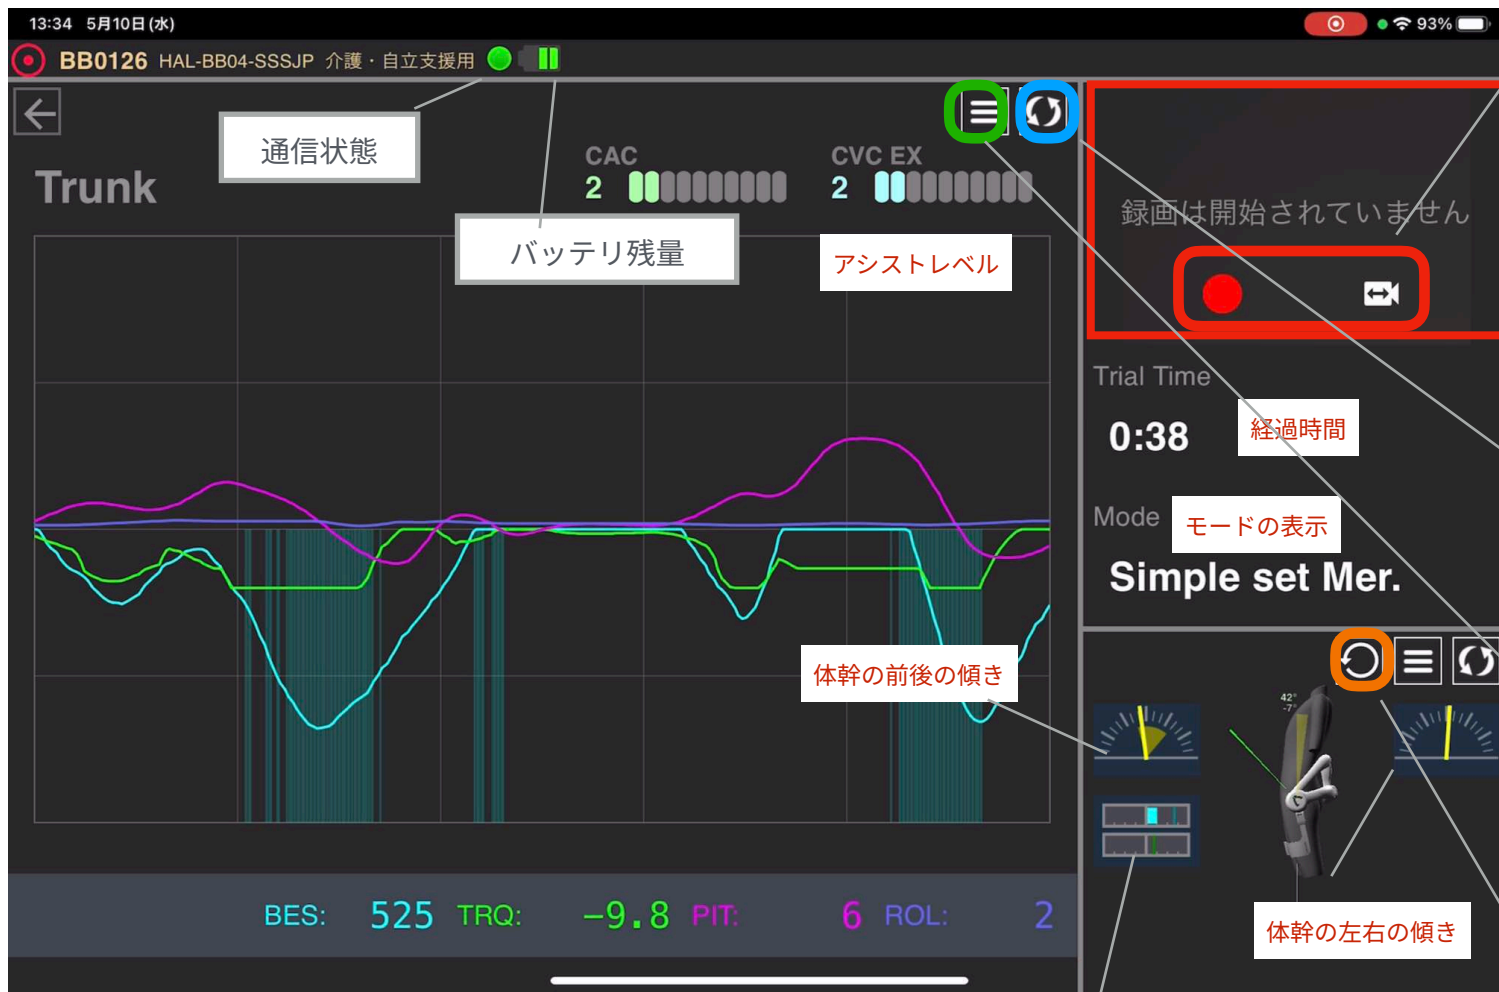 13:34 5月10日(水)
93%
BB0126 HAL-BB04-SSSJP 介護・自立支援用
通信状態
CAC
2
CVC EX
2
Trunk
バッテリ残量
アシストレベル
録画は開始されていません
Trial Time
0:38
経過時間
Mode
モードの表示
Simple set Mer.
体幹の前後の傾き
42°
-7°
体幹の左右の傾き
BES: 525 TRQ: -9.8 PIT: 6 ROL: 2